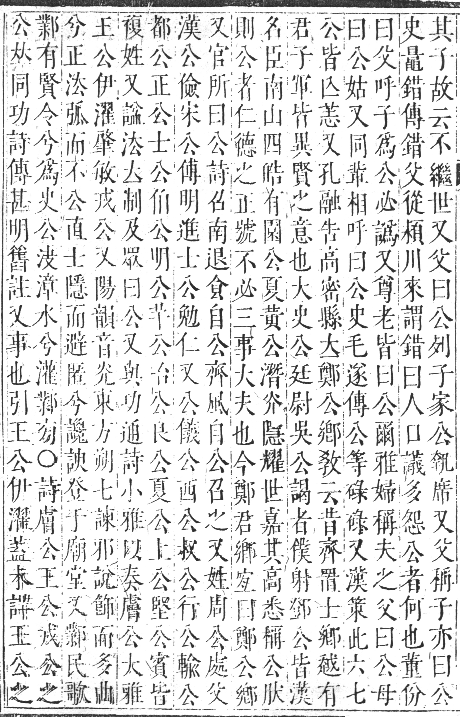 其子故云不繼世又父曰公列子家公執席又父稱子亦曰公
史鼂錯傳錯父從潁川來謂錯曰人口議多怨公者何也董份
曰父呼子爲公必譌又尊老皆曰公爾雅婦稱夫之父曰公母
曰公姑又同輩相呼曰公史毛遂傳公等碌碌又漢策此六七
公皆亾恙又孔融告高密縣大鄭公鄉敎云昔齊置士鄉越有
君子軍皆異賢之意也大史公廷尉吳公謁者僕射鄧公皆漢
名臣南山四皓有園公夏黃公潛光隱耀世嘉其高悉稱公肰
則公者仁德之正號不必三事大夫也今鄭君鄉宜曰鄭公鄉
又官所曰公詩召南退食自公齊風自公召之又姓周公處父
漢公儉宋公傳明進士公勉仁又公儀公西公叔公行公輸公
都公正公士公伯公明公羊公冶公良公夏公上公堅公賓皆
複姓又諡法立制及眾曰公又與功通詩小雅以奏膚公大雅
王公伊濯肇敏戎公又陽韻音光東方朔七諫邪說飾而多曲
兮正法弧而不公直士隱而避匿兮讒諛登于廟堂又鄴民歌
鄴有賢令兮爲史公決漳水兮灌鄴旁〇詩膚公王公戎公之
公㚘同功詩傳甚明舊註又事也引王公伊濯蓋未王公之